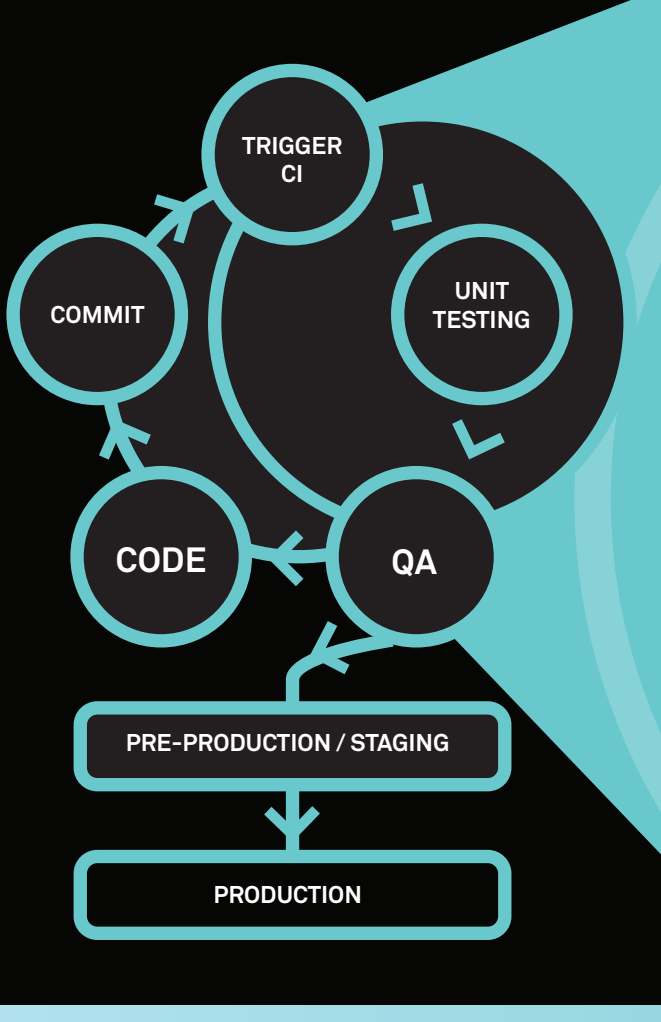 TRIGGER
CI
COMMIT
UNIT
TESTING
CODE
QA
PRE-PRODUCTION / STAGING
PRODUCTION